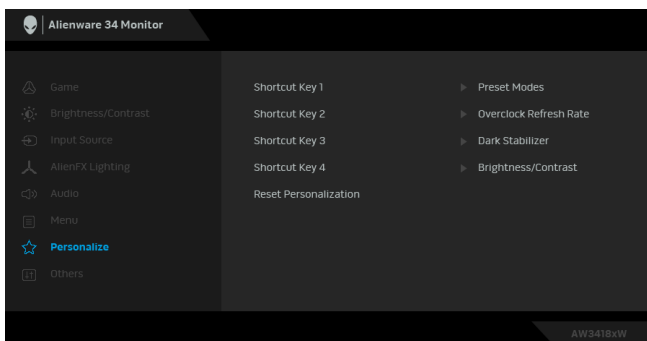 Alienware 34 Monitor
Game
Brightness/Contrast
Input Source
AlienFX Lighting
Audio
Menu
Personalize
Others
Shortcut Key 1 Preset Modes
Shortcut Key 2 Overclock Refresh Rate
Shortcut Key 3 Dark Stabilizer
Shortcut Key 4 Brightness/Contrast
Reset Personalization
AW3418xW